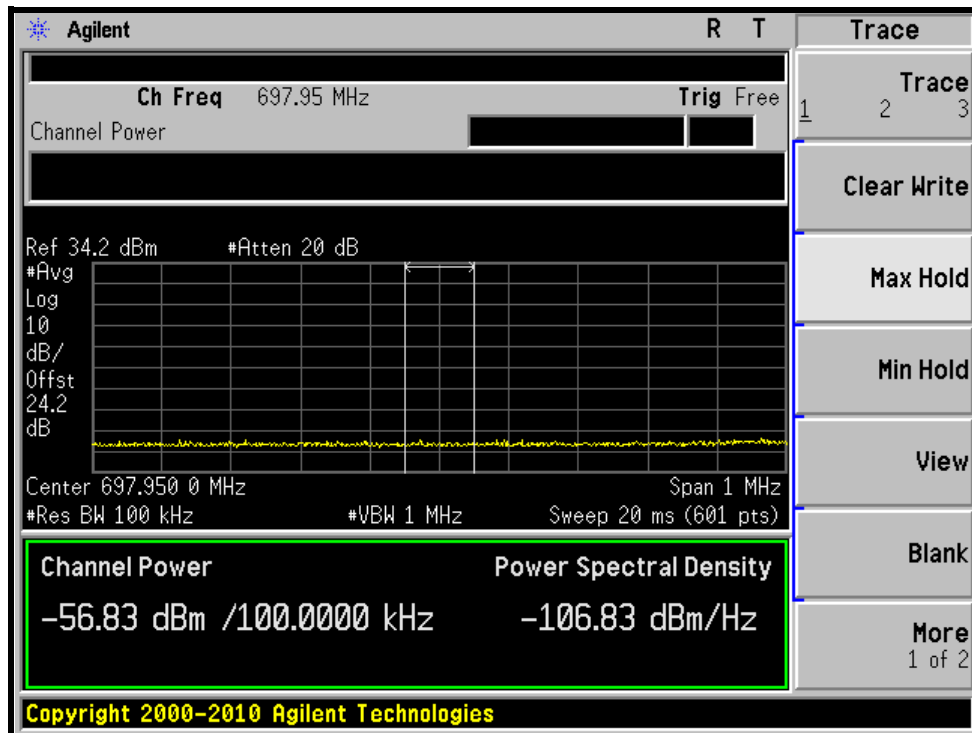 Agilent R T
Ch Freq 697.95 MHz Trig Free
Channel Power
Ref 34.2 dBm #Atten 20 dB
#Avg
Log
10
dB/
Offst
24.2
dB
Center 697.950 0 MHz Span 1 MHz
#Res BW 100 kHz #VBW 1 MHz Sweep 20 ms (601 pts)
Channel Power Power Spectral Density
-56.83 dBm /100.0000 kHz -106.83 dBm/Hz
Copyright 2000-2010 Agilent Technologies
Trace
Trace
1 2 3
Clear Write
Max Hold
Min Hold
View
Blank
More
1 of 2